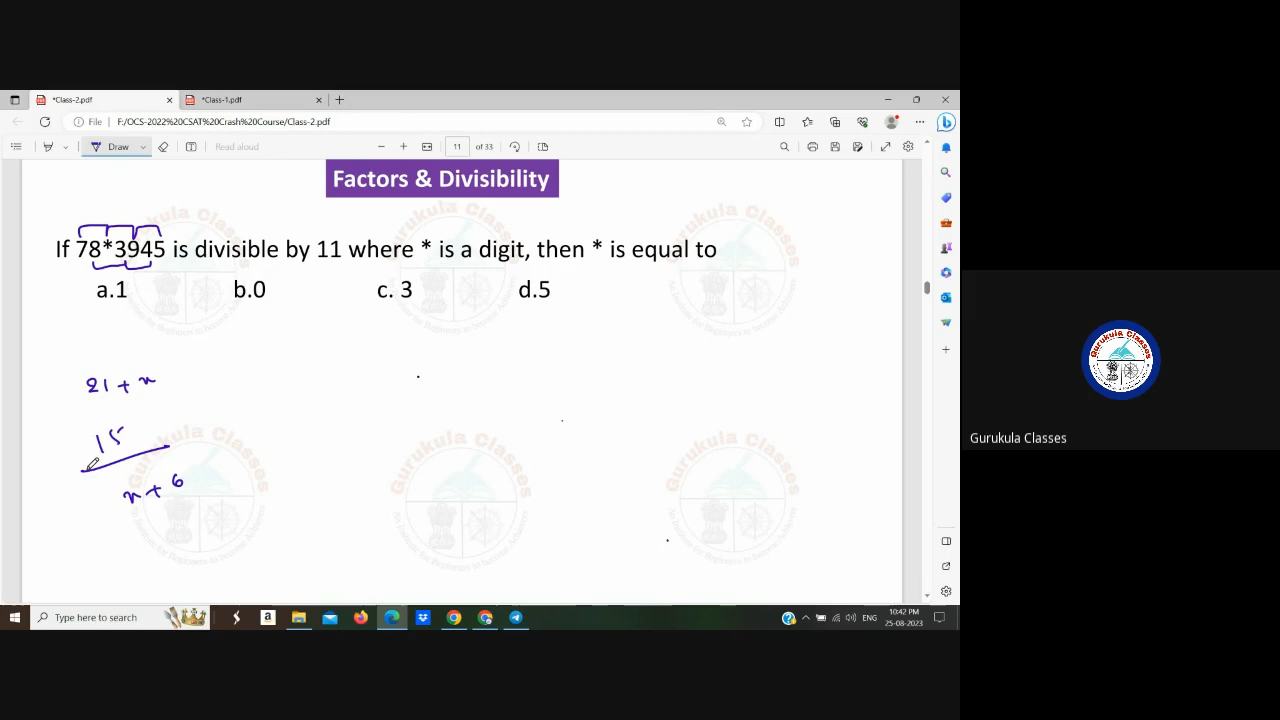 *Class-2.pdf
*Class-1.pdf
File
F:/OCS-2022%20CSAT%20Crash%20Course/Class-2.pdf
Draw
Read aloud
11
of 33
Factors & Divisibility
If 78*3945 is divisible by 11 where * is a digit, then * is equal to
a.1
b.0
c. 3
d.5
21 + x
15
x + 6
Gurukula Classes
Type here to search
ENG
10:42 PM
25-08-2023